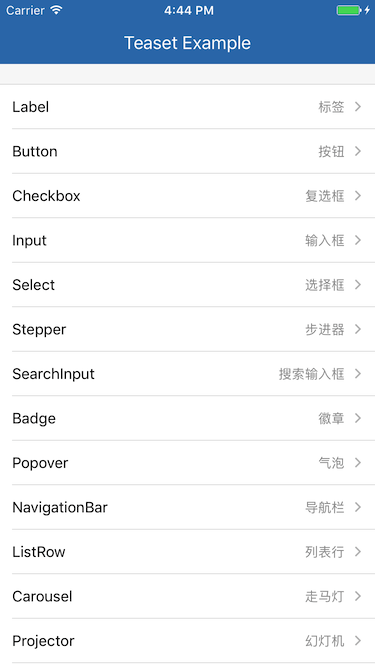 Carrier 4:44 PM
Teaset Example
Label 标签
Button 按钮
Checkbox 复选框
Input 输入框
Select 选择框
Stepper 步进器
SearchInput 搜索输入框
Badge 徽章
Popover 气泡
NavigationBar 导航栏
ListRow 列表行
Carousel 走马灯
Projector 幻灯机